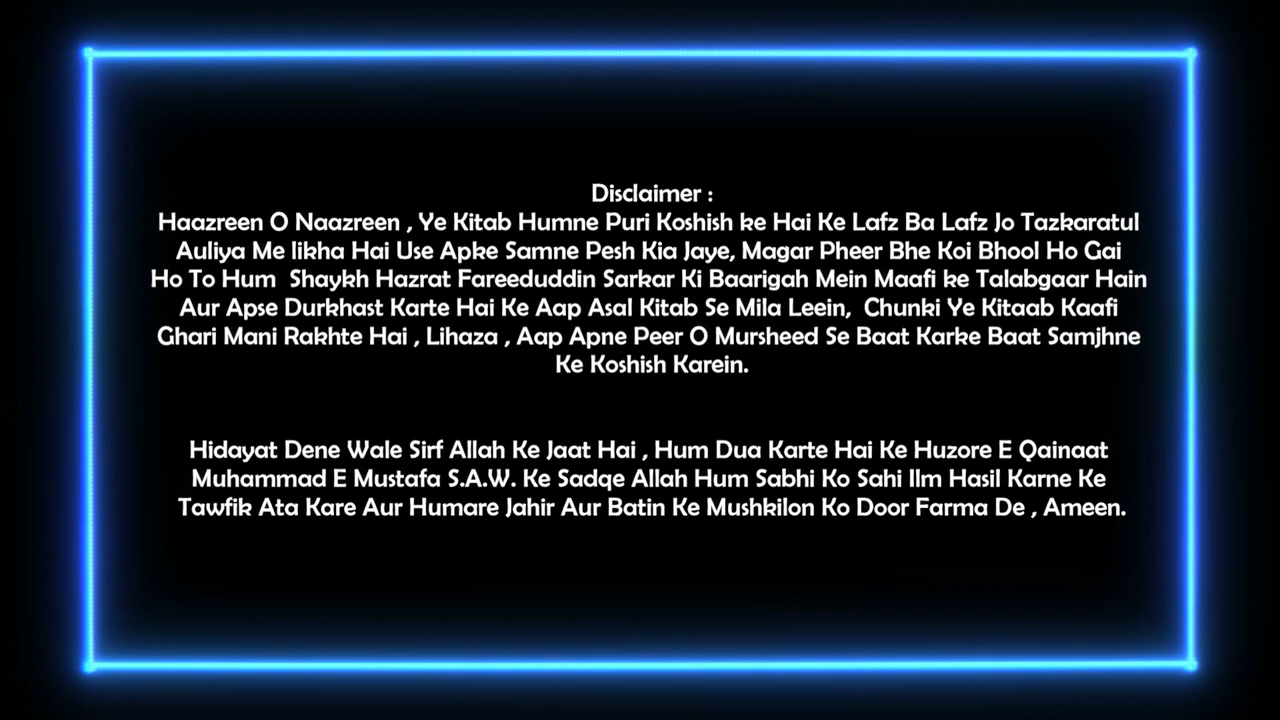 Disclaimer :
Haazreen O Naazreen , Ye Kitab Humne Puri Koshish ke Hai Ke Lafz Ba Lafz Jo Tazkaratul
Auliya Me likha Hai Use Apke Samne Pesh Kia Jaye, Magar Pheer Bhe Koi Bhool Ho Gai
Ho To Hum Shaykh Hazrat Fareeduddin Sarkar Ki Baarigah Mein Maafi ke Talabgaar Hain
Aur Apse Durkhast Karte Hai Ke Aap Asal Kitab Se Mila Leein, Chunki Ye Kitaab Kaafi
Ghari Mani Rakhte Hai , Lihaza , Aap Apne Peer O Mursheed Se Baat Karke Baat Samjhne
Ke Koshish Karein.
Hidayat Dene Wale Sirf Allah Ke Jaat Hai , Hum Dua Karte Hai Ke Huzore E Qainaat
Muhammad E Mustafa S.A.W. Ke Sadqe Allah Hum Sabhi Ko Sahi Ilm Hasil Karne Ke
Tawfik Ata Kare Aur Humare Jahir Aur Batin Ke Mushkilon Ko Door Farma De , Ameen.